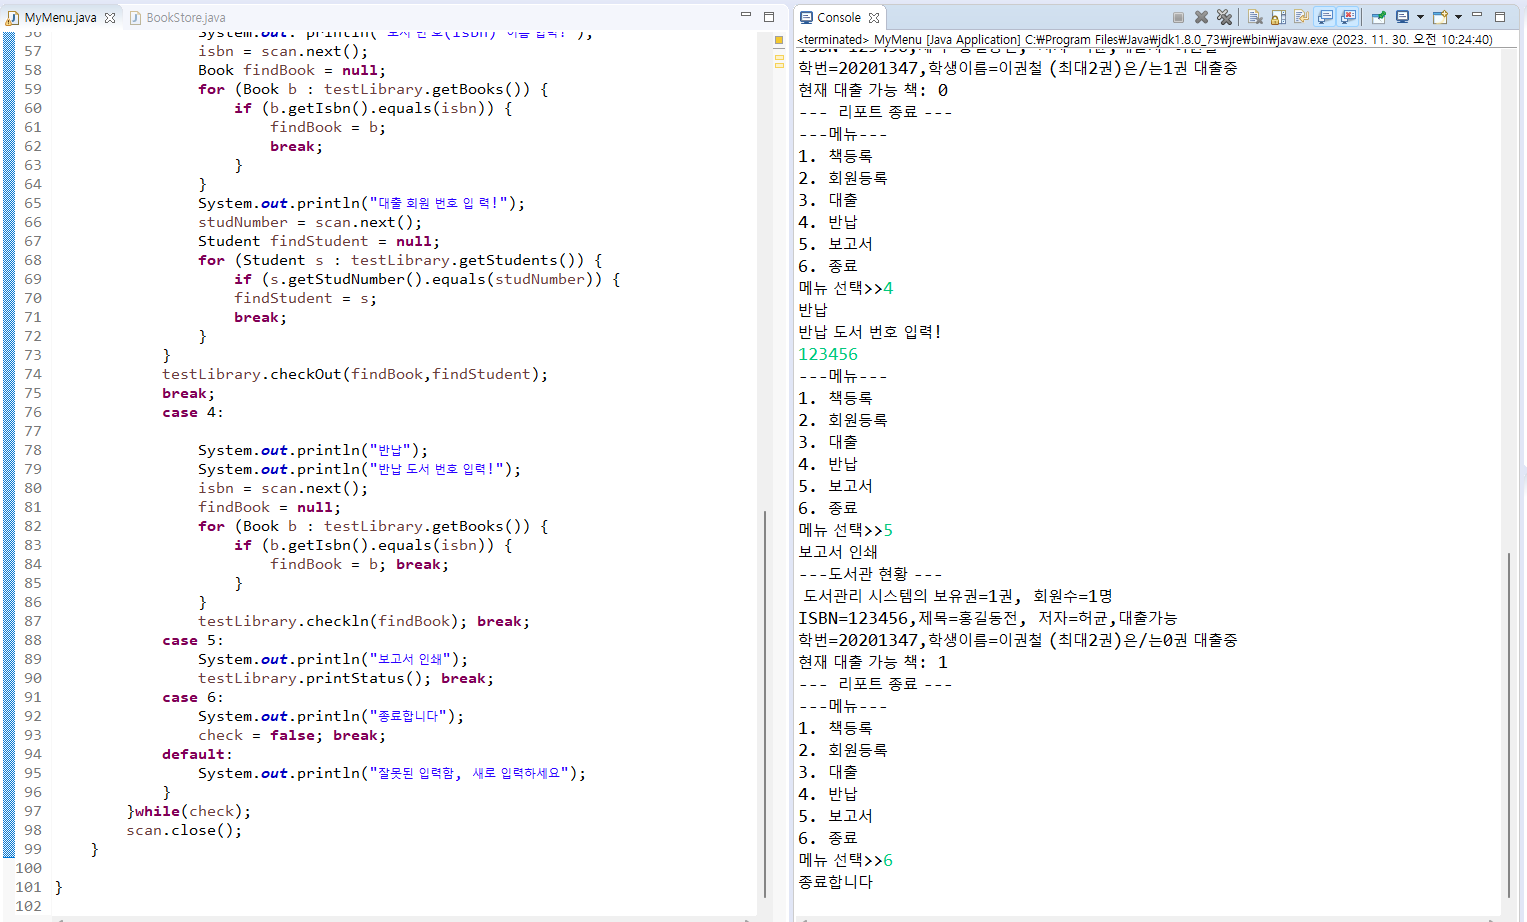 MyMenu.java BookStore.java
56 System.out.println("도서 번호(isbn) 이름 입력!");
57 isbn = scan.next();
58 Book findBook = null;
59 for (Book b : testLibrary.getBooks()) {
60 if (b.getIsbn().equals(isbn)) {
61 findBook = b;
62 break;
63 }
64 }
65 System.out.println("대출 회원 번호 입 력!");
66 studNumber = scan.next();
67 Student findStudent = null;
68 for (Student s : testLibrary.getStudents()) {
69 if (s.getStudNumber().equals(studNumber)) {
70 findStudent = s;
71 break;
72 }
73 }
74 testLibrary.checkOut(findBook,findStudent);
75 break;
76 case 4:
77
78 System.out.println("반납");
79 System.out.println("반납 도서 번호 입력!");
80 isbn = scan.next();
81 findBook = null;
82 for (Book b : testLibrary.getBooks()) {
83 if (b.getIsbn().equals(isbn)) {
84 findBook = b; break;
85 }
86 }
87 testLibrary.checkln(findBook); break;
88 case 5:
89 System.out.println("보고서 인쇄");
90 testLibrary.printStatus(); break;
91 case 6:
92 System.out.println("종료합니다");
93 check = false; break;
94 default:
95 System.out.println("잘못된 입력함, 새로 입력하세요");
96 }
97 }while(check);
98 scan.close();
99 }
100
101 }
102
Console
<terminated> MyMenu [Java Application] C:₩Program Files₩Java₩jdk1.8.0_73₩jre₩bin₩javaw.exe (2023. 11. 30. 오전 10:24:40)
학번=20201347,학생이름=이권철 (최대2권)은/는1권 대출중
현재 대출 가능 책: 0
--- 리포트 종료 ---
---메뉴---
1. 책등록
2. 회원등록
3. 대출
4. 반납
5. 보고서
6. 종료
메뉴 선택>>4
반납
반납 도서 번호 입력!
123456
---메뉴---
1. 책등록
2. 회원등록
3. 대출
4. 반납
5. 보고서
6. 종료
메뉴 선택>>5
보고서 인쇄
---도서관 현황 ---
도서관리 시스템의 보유권=1권, 회원수=1명
ISBN=123456,제목=홍길동전, 저자=허균,대출가능
학번=20201347,학생이름=이권철 (최대2권)은/는0권 대출중
현재 대출 가능 책: 1
--- 리포트 종료 ---
---메뉴---
1. 책등록
2. 회원등록
3. 대출
4. 반납
5. 보고서
6. 종료
메뉴 선택>>6
종료합니다